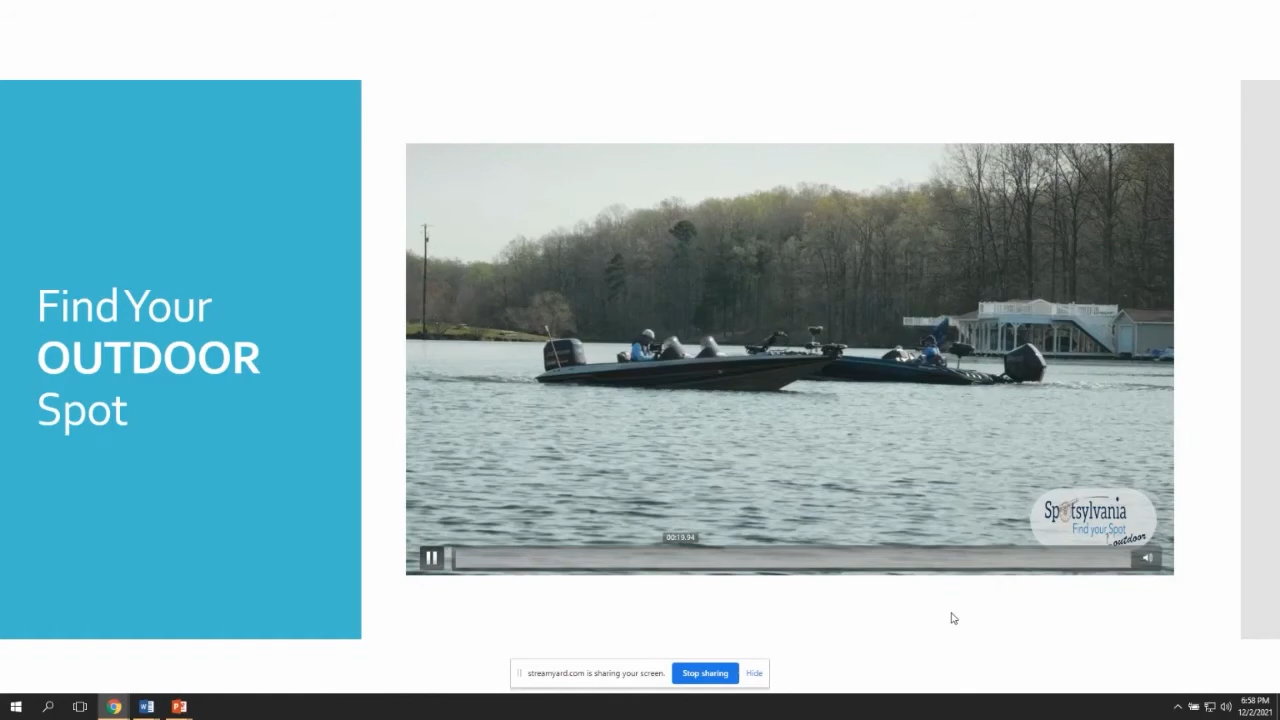 Find Your
OUTDOOR
Spot
Spotsylvania
Find your Spot
outdoor
00:19.94
streamyard.com is sharing your screen.
Stop sharing
Hide
6:58 PM
12/2/2021